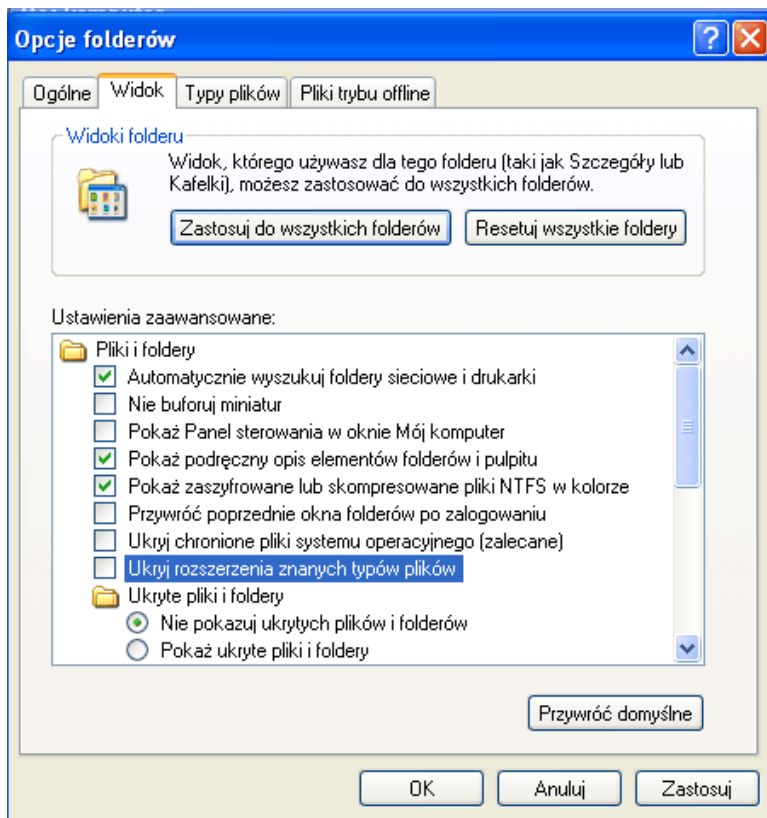 Opcje folderów
Ogólne Widok Typy plików Pliki trybu offline
Widoki folderu
Widok, którego używasz dla tego folderu (taki jak Szczegóły lub
Kafelki), możesz zastosować do wszystkich folderów.
Zastosuj do wszystkich folderów Resetuj wszystkie foldery
Ustawienia zaawansowane:
Pliki i foldery
Automatycznie wyszukuj foldery sieciowe i drukarki
Nie buforuj miniatur
Pokaż Panel sterowania w oknie Mój komputer
Pokaż podręczny opis elementów folderów i pulpitu
Pokaż zaszyfrowane lub skompresowane pliki NTFS w kolorze
Przywróć poprzednie okna folderów po zalogowaniu
Ukryj chronione pliki systemu operacyjnego (zalecane)
Ukryj rozszerzenia znanych typów plików
Ukryte pliki i foldery
Nie pokazuj ukrytych plików i folderów
Pokaż ukryte pliki i foldery
Przywróć domyślne
OK Anuluj Zastosuj